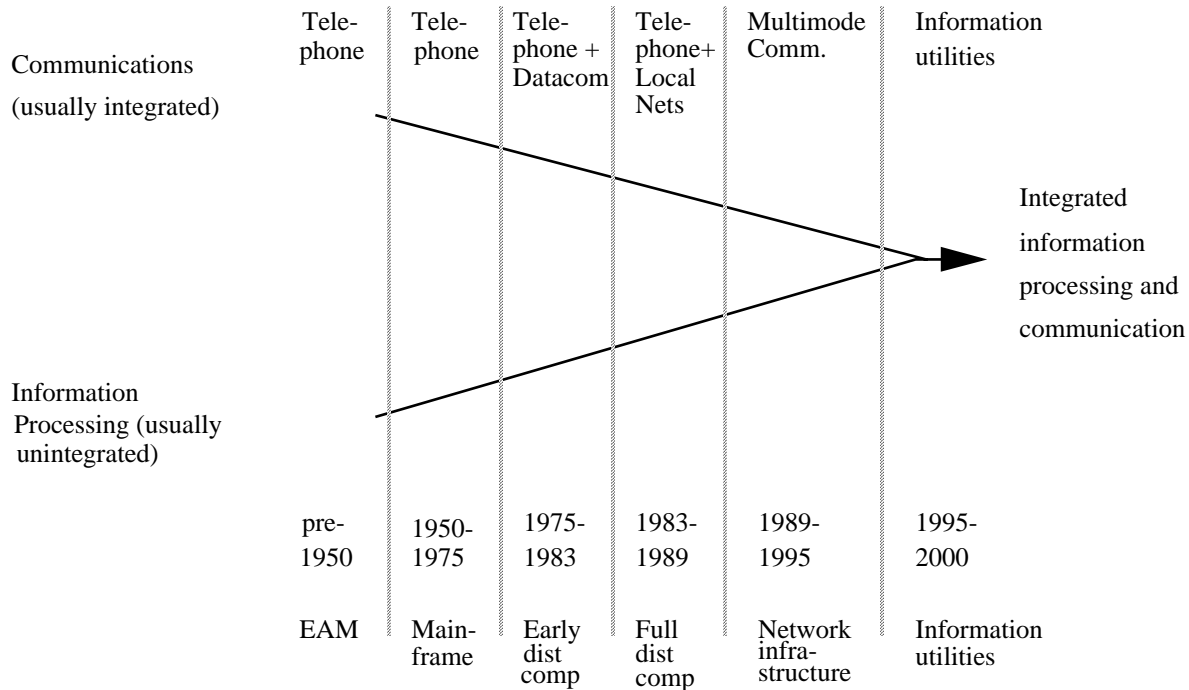 Tele-
phone
Tele-
phone
Tele-
phone +
Datacom
Tele-
phone+
Local
Nets
Multimode
Comm.
Information
utilities
Communications
(usually integrated)
Integrated
information
processing and
communication
Information
Processing (usually
unintegrated)
pre-
1950
1950-
1975
1975-
1983
1983-
1989
1989-
1995
1995-
2000
EAM
Main-
frame
Early
dist
comp
Full
dist
comp
Network
infra-
structure
Information
utilities